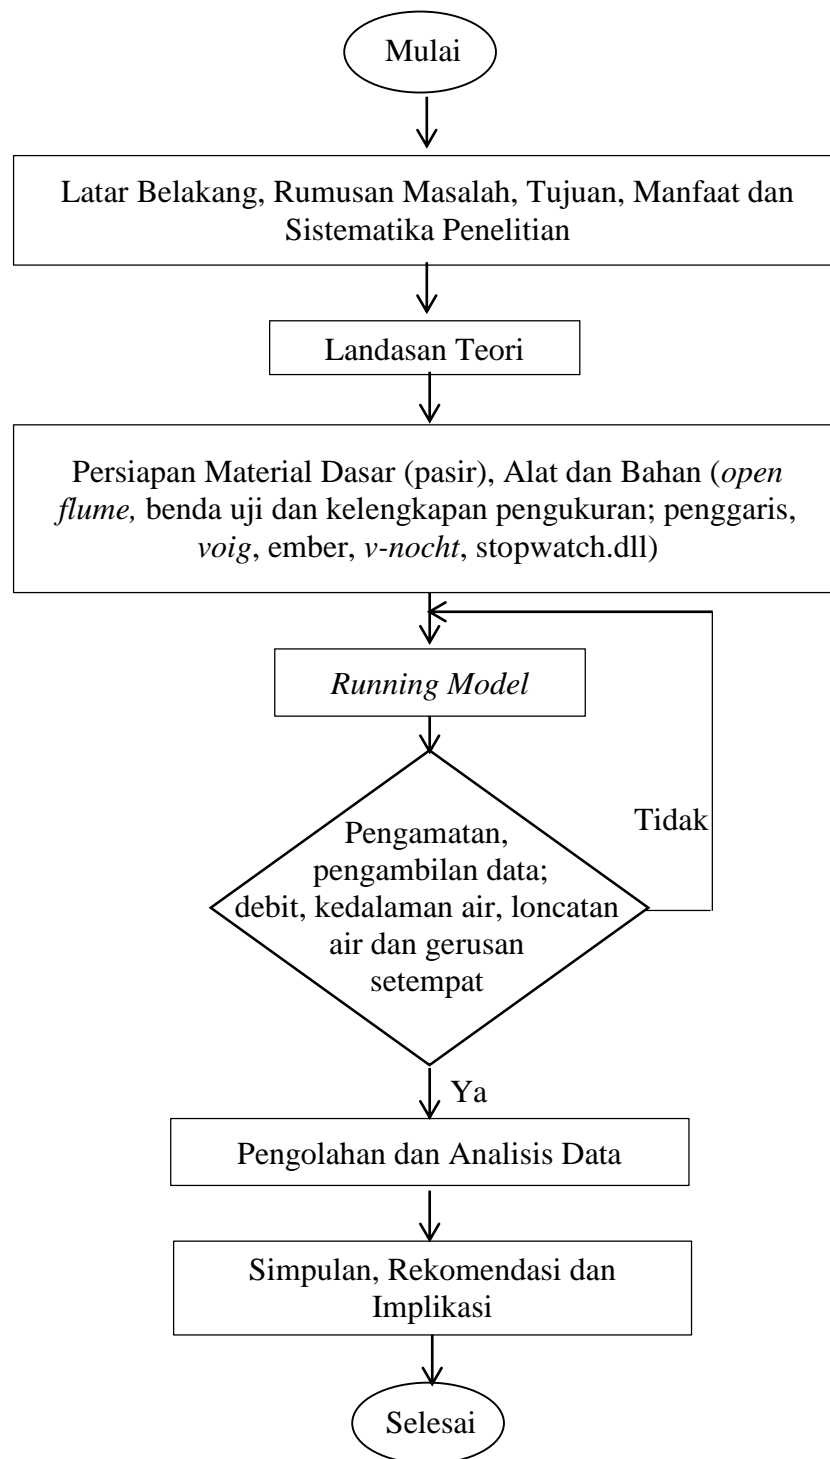 Mulai
Latar Belakang, Rumusan Masalah, Tujuan, Manfaat dan
Sistematika Penelitian
Landasan Teori
Persiapan Material Dasar (pasir), Alat dan Bahan (open
flume, benda uji dan kelengkapan pengukuran; penggaris,
voig, ember, v-nocht, stopwatch.dll)
Running Model
Pengamatan,
pengambilan data;
debit, kedalaman air, loncatan
air dan gerusan
setempat
Tidak
Ya
Pengolahan dan Analisis Data
Simpulan, Rekomendasi dan
Implikasi
Selesai